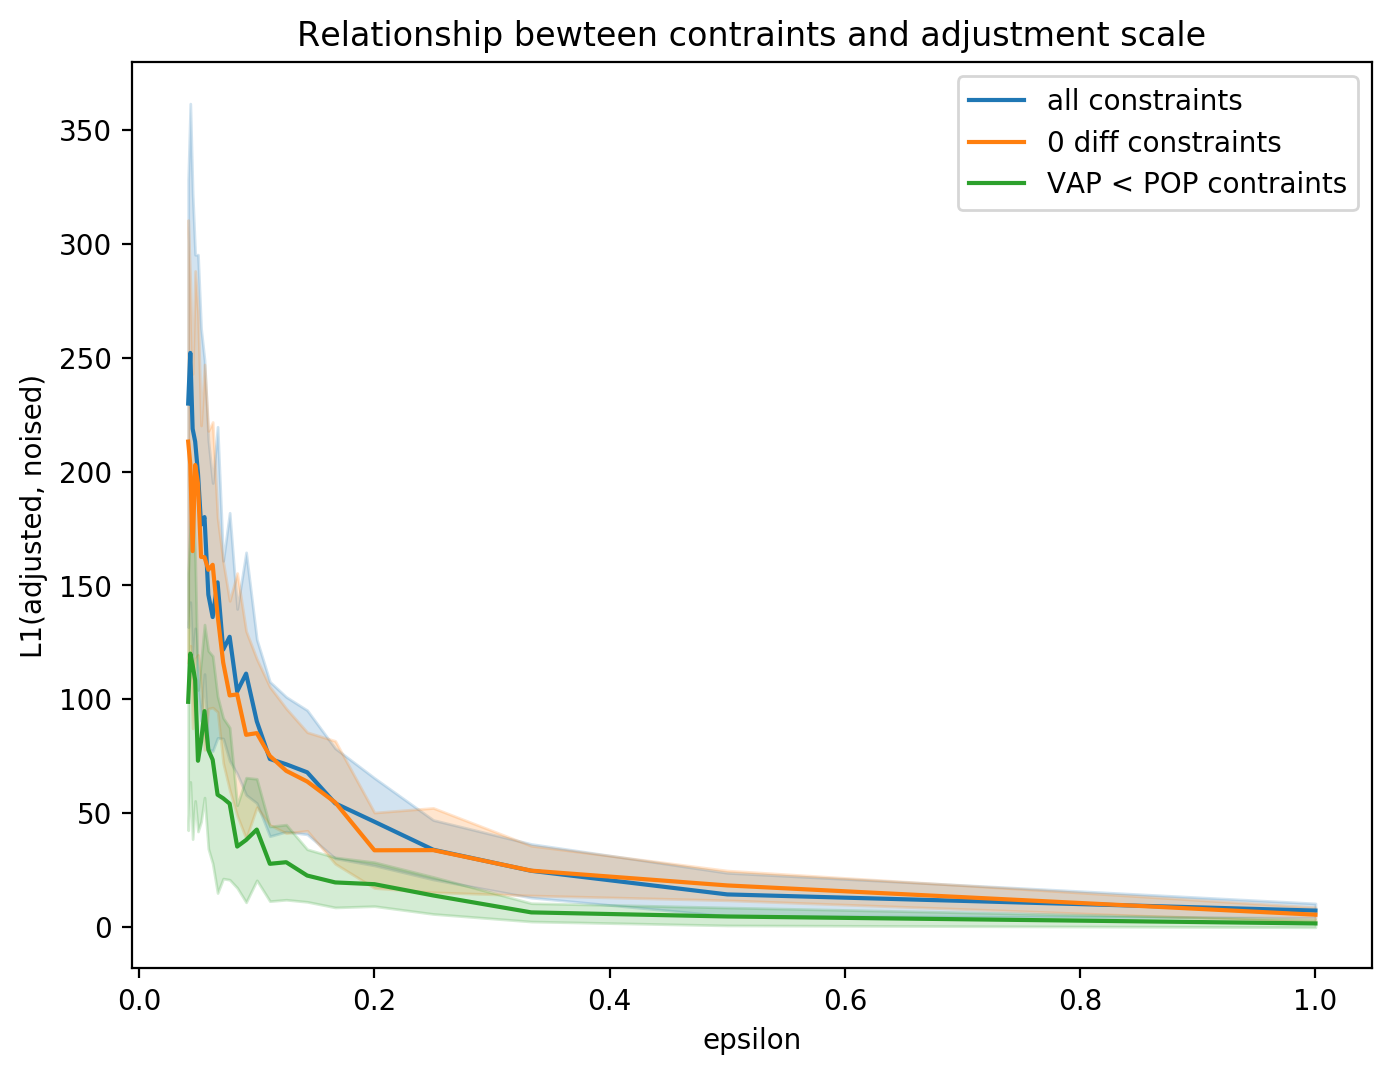 Relationship bewteen contraints and adjustment scale
all constraints
0 diff constraints
VAP < POP contraints
350
300
250
200
150
100
50
0
L1(adjusted, noised)
0.0 0.2 0.4 0.6 0.8 1.0
epsilon